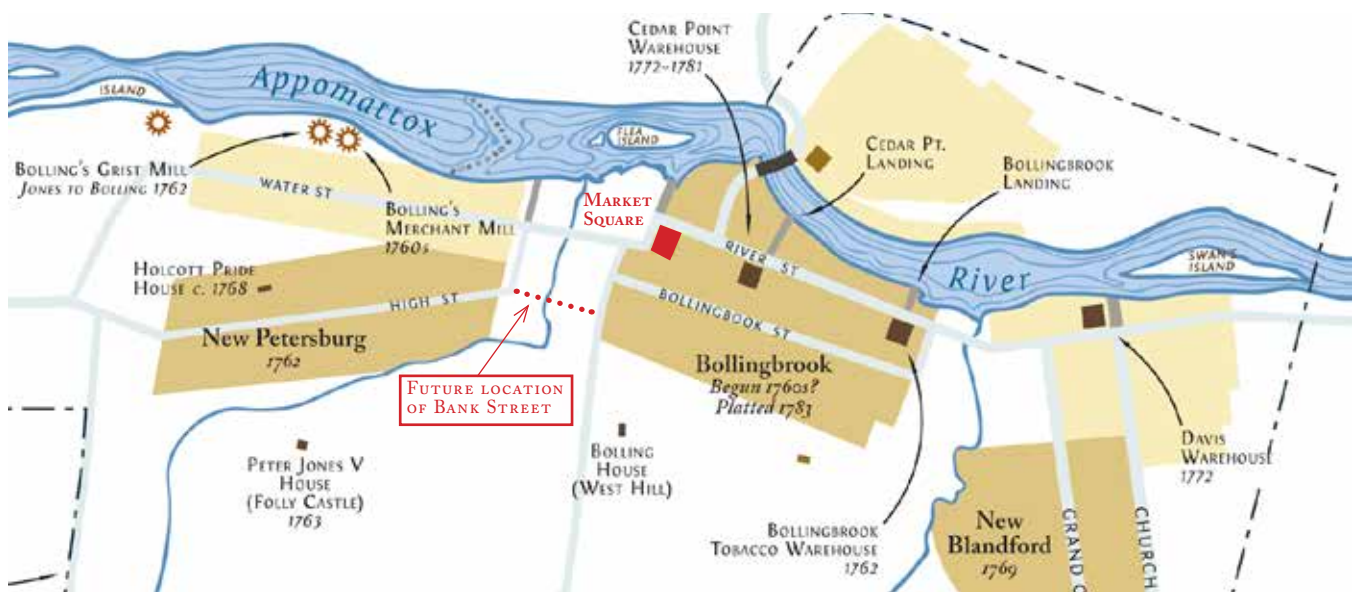 Cedar Point
Warehouse
1772–1781
Appomattox
Island
Flea
Island
Cedar Pt.
Landing
Bollingbrook
Landing
Bolling's Grist Mill
Jones to Bolling 1762
Water St
Market
Square
Bolling's
Merchant Mill
1760s
River St
River
Swan's
Island
Holcott Pride
House c. 1768
High St
Bollingbook St
New Petersburg
1762
Bollingbrook
Begun 1760s?
Platted 1783
Future location
of Bank Street
Davis
Warehouse
1772
Peter Jones V
House
(Folly Castle)
1763
Bolling
House
(West Hill)
Bollingbrook
Tobacco Warehouse
1762
New
Blandford
1769
Grand C
Church